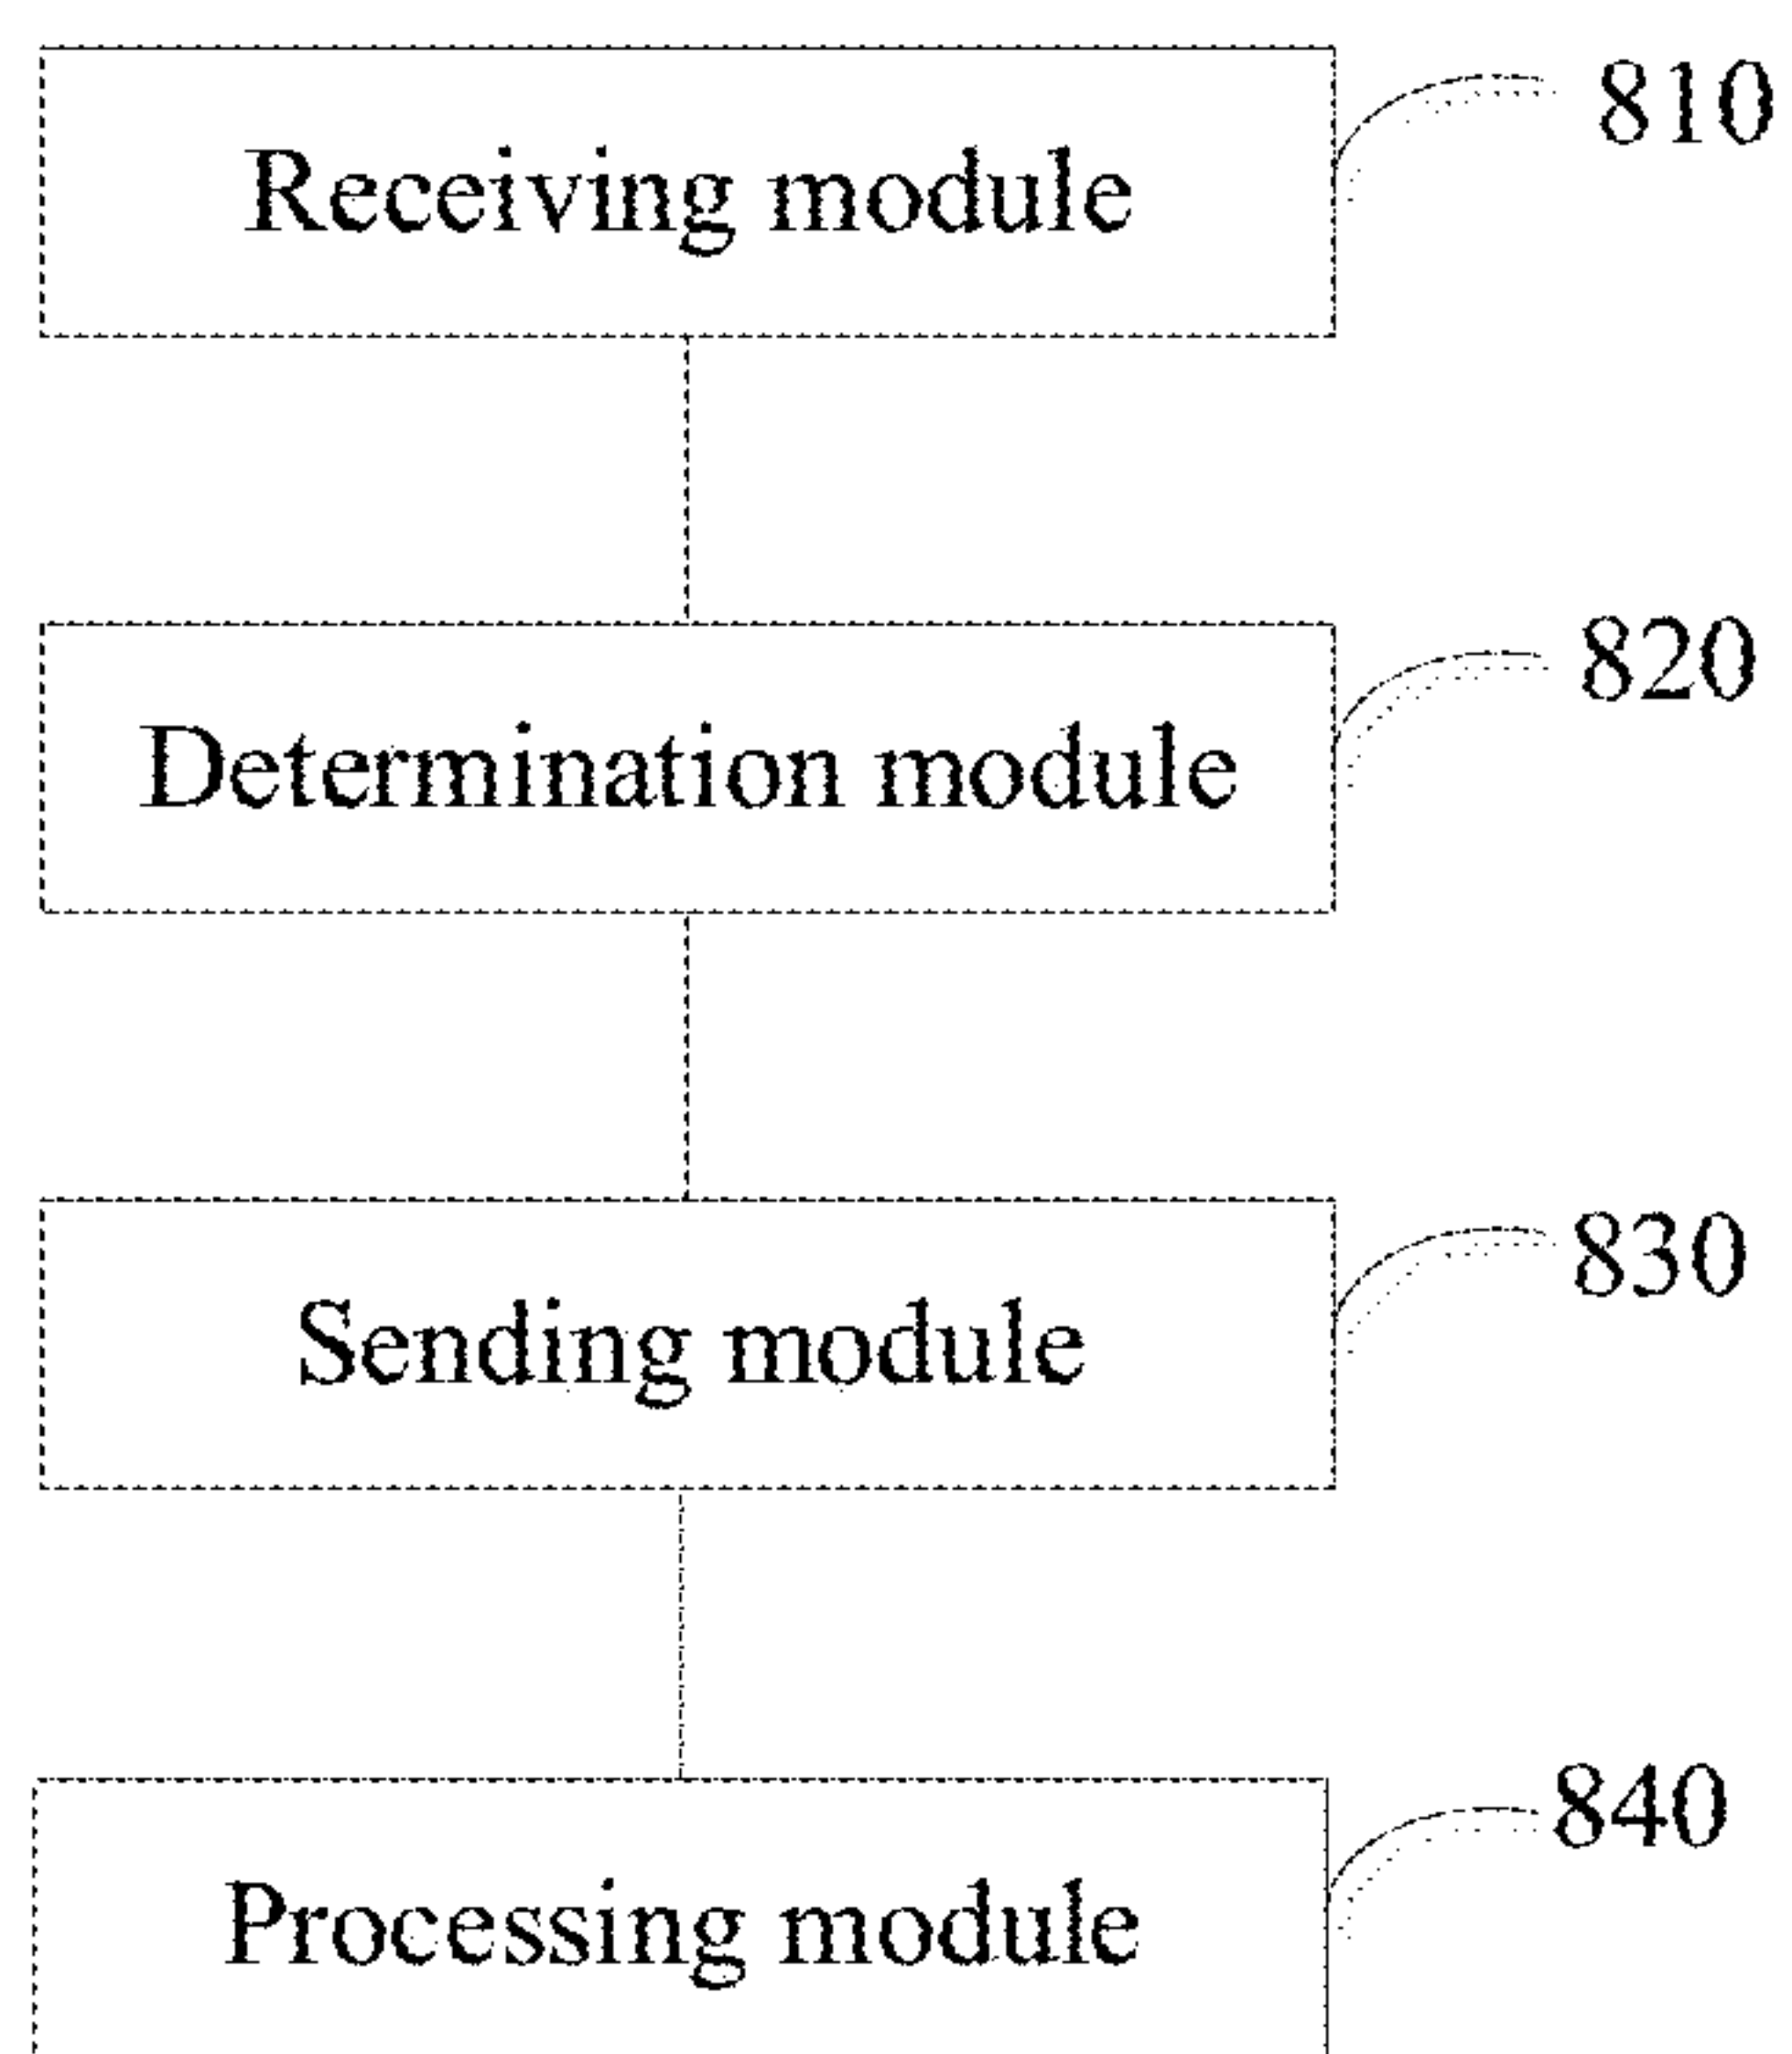 810
Receiving module
820
Determination module
830
Sending module
840
Processing module